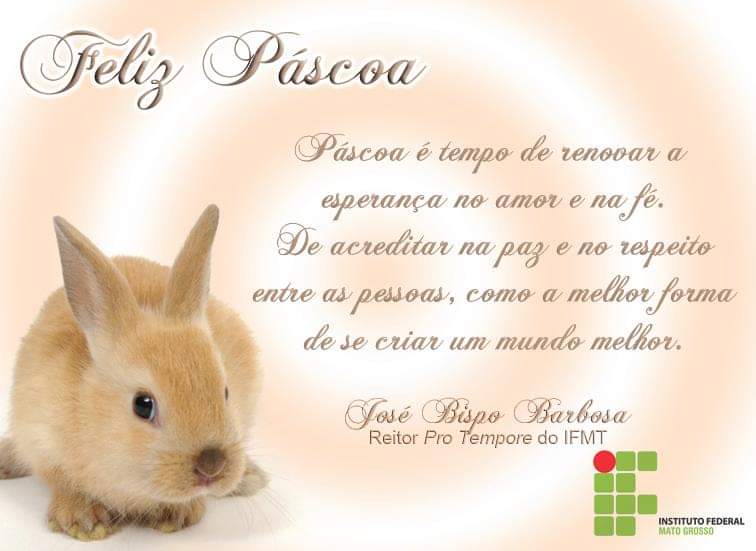 Feliz Páscoa
Páscoa é tempo de renovar a
esperança no amor e na fé.
De acreditar na paz e no respeito
entre as pessoas, como a melhor forma
de se criar um mundo melhor.
José Bispo Barbosa
Reitor Pro Tempore do IFMT
INSTITUTO FEDERAL
MATO GROSSO